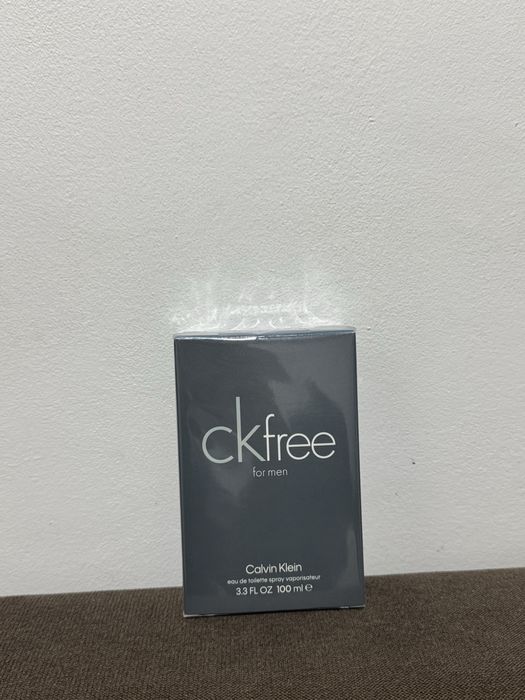 ckfree
for men
Calvin Klein
eau de toilette spray vaporisateur
3.3 FL OZ 100 ml ℮